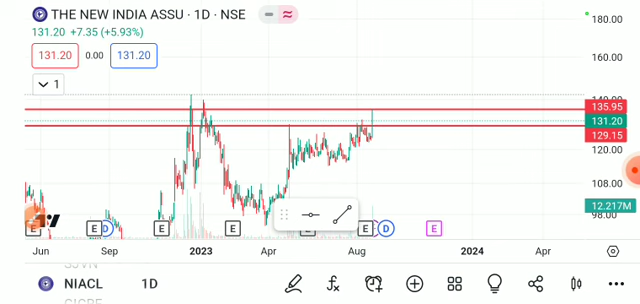 THE NEW INDIA ASSU · 1D · NSE
131.20 +7.35 (+5.93%)
131.20 0.00 131.20
1
180.00
160.00
140.00
135.95
131.20
129.15
120.00
108.00
12.217M
98.00
E E D E E E E D E
Jun Sep 2023 Apr Aug 2024 Apr
NIACL 1D